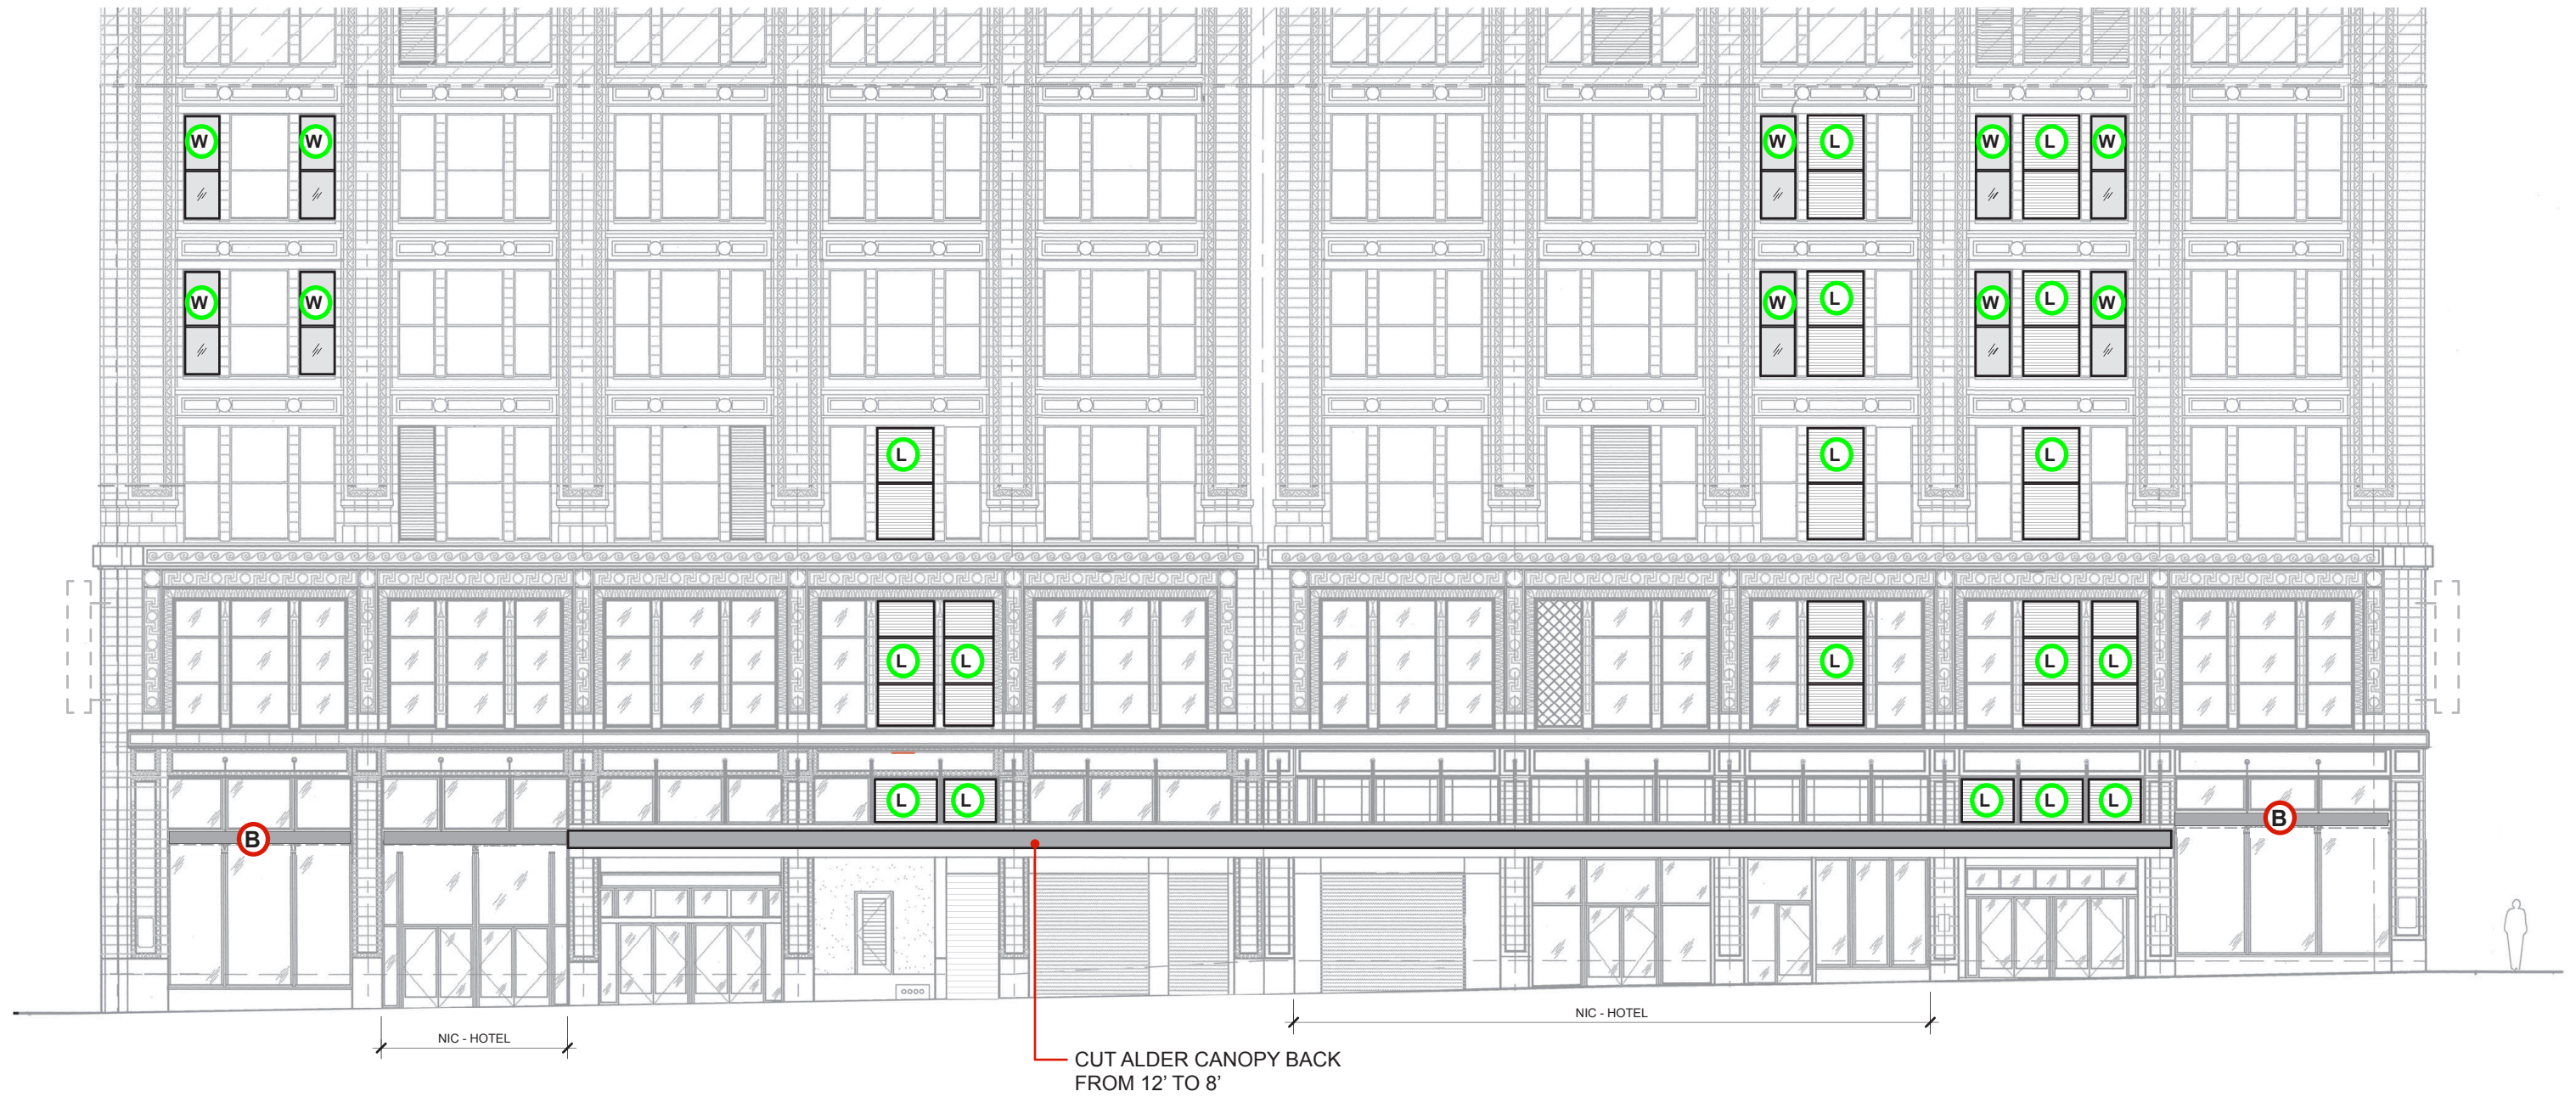 W W W L W L W
W W W L W L W
L L L
L L L L L
L L L L L
B B
NIC - HOTEL
NIC - HOTEL
CUT ALDER CANOPY BACK
FROM 12’ TO 8’